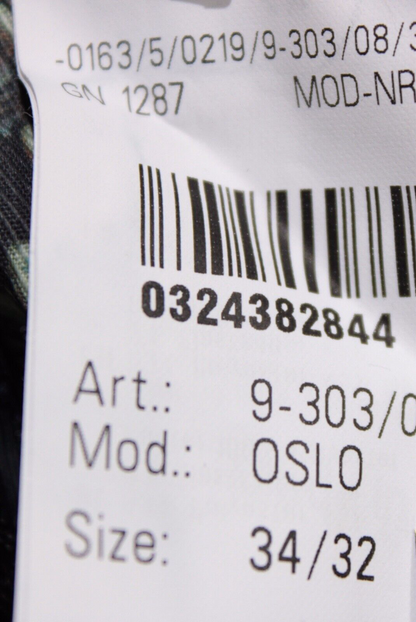 -0163/5/0219/9-303/08/3
GN 1287 MOD-NR
0324382844
Art.: 9-303/0
Mod.: OSLO
Size: 34/32